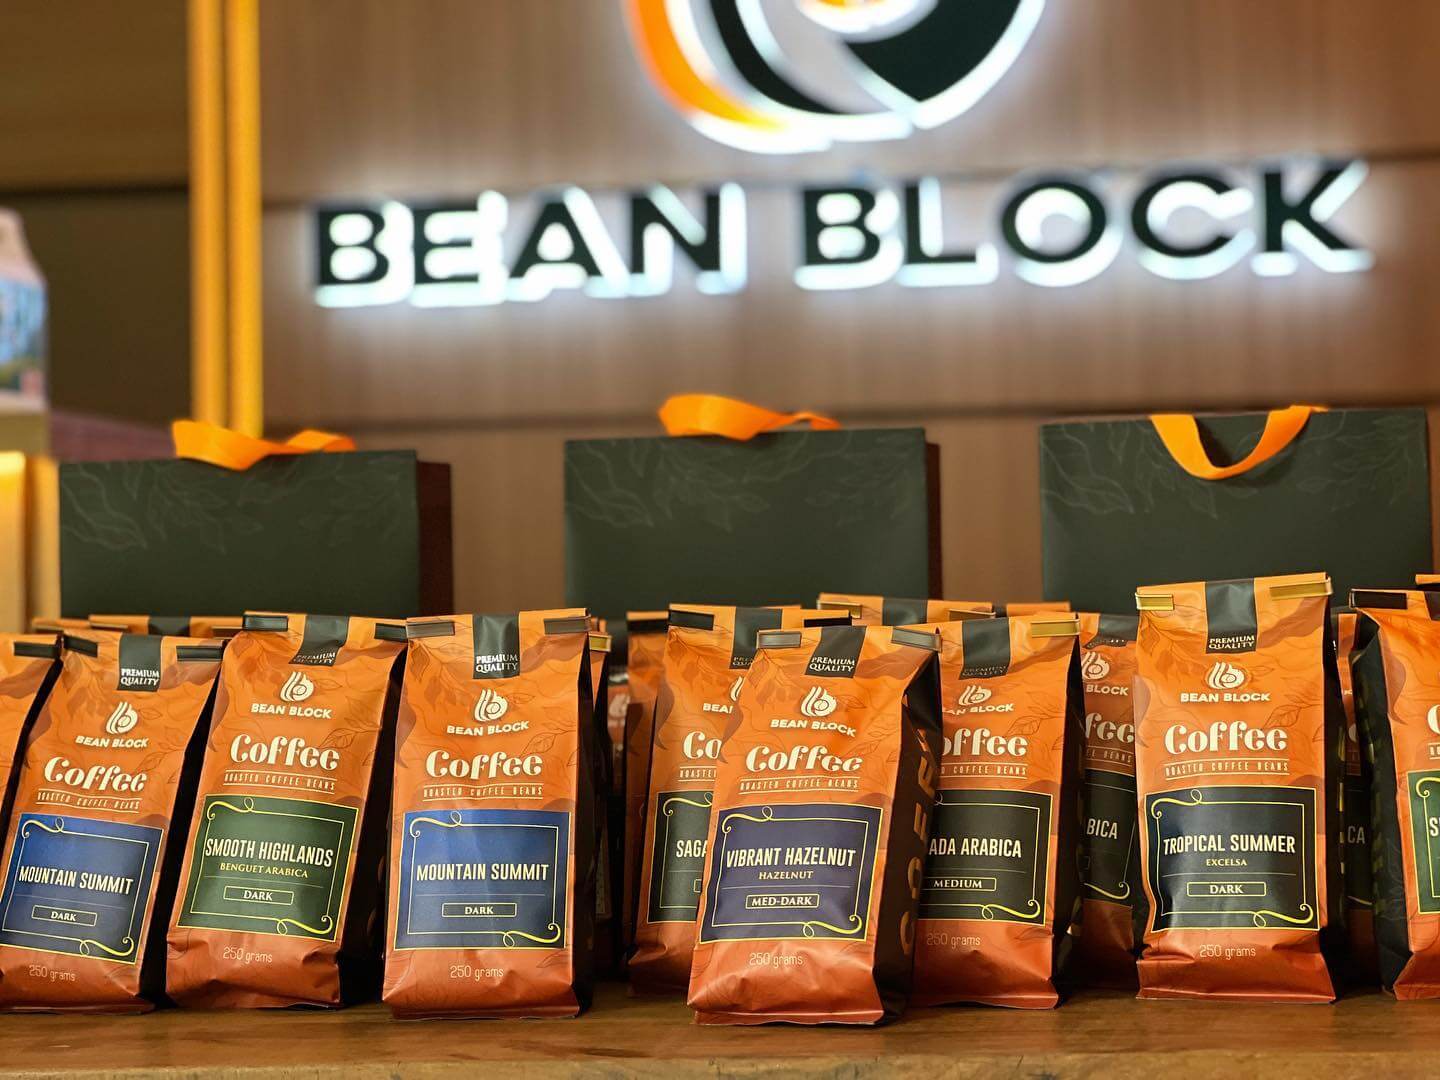 BEAN BLOCK
PREMIUM
QUALITY
BEAN BLOCK
Coffee
ROASTED COFFEE BEANS
MOUNTAIN SUMMIT
DARK
250 grams
PREMIUM
QUALITY
BEAN BLOCK
Coffee
ROASTED COFFEE BEANS
SMOOTH HIGHLANDS
BENGUET ARABICA
DARK
250 grams
PREMIUM
QUALITY
BEAN BLOCK
Coffee
ROASTED COFFEE BEANS
MOUNTAIN SUMMIT
DARK
250 grams
PREMIUM
QUALITY
BEAN BLOCK
Coffee
ROASTED COFFEE BEANS
VIBRANT HAZELNUT
HAZELNUT
MED-DARK
250 grams
PREMIUM
QUALITY
BEAN BLOCK
ROASTED COFFEE BEANS
ARABICA
MEDIUM
250 grams
BLOCK
PREMIUM
QUALITY
BEAN BLOCK
Coffee
ROASTED COFFEE BEANS
TROPICAL SUMMER
EXCELSA
DARK
250 grams